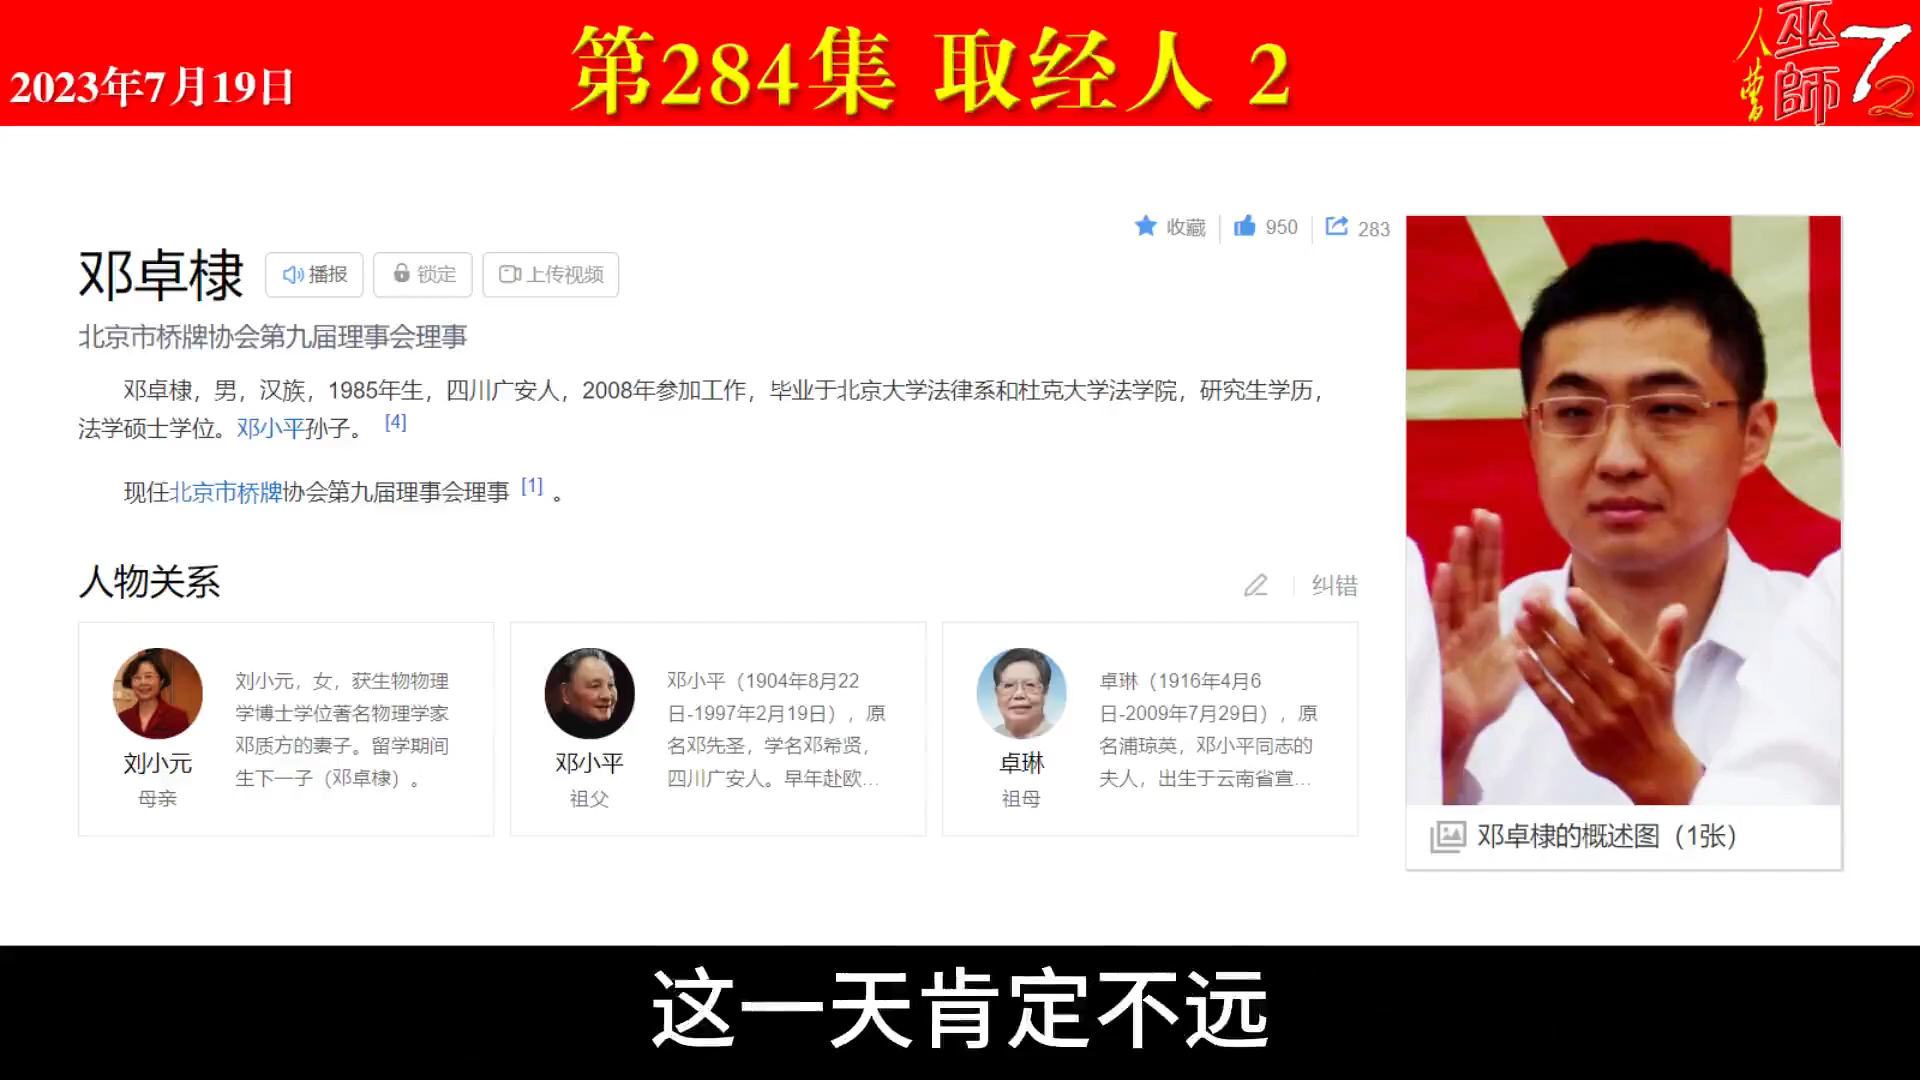 2023年7月19日
第284集 取经人 2
人曹
巫師
72
收藏 950 283
邓卓棣 播报 锁定 上传视频
北京市桥牌协会第九届理事会理事
邓卓棣，男，汉族，1985年生，四川广安人，2008年参加工作，毕业于北京大学法律系和杜克大学法学院，研究生学历，
法学硕士学位。邓小平孙子。 [4]
现任北京市桥牌协会第九届理事会理事 [1] 。
人物关系
纠错
刘小元，女，获生物物理
学博士学位著名物理学家
邓质方的妻子。留学期间
生下一子（邓卓棣）。
刘小元
母亲
邓小平（1904年8月22
日-1997年2月19日），原
名邓先圣，学名邓希贤，
四川广安人。早年赴欧...
邓小平
祖父
卓琳（1916年4月6
日-2009年7月29日），原
名浦琼英，邓小平同志的
夫人，出生于云南省宣...
卓琳
祖母
邓卓棣的概述图（1张）
这一天肯定不远